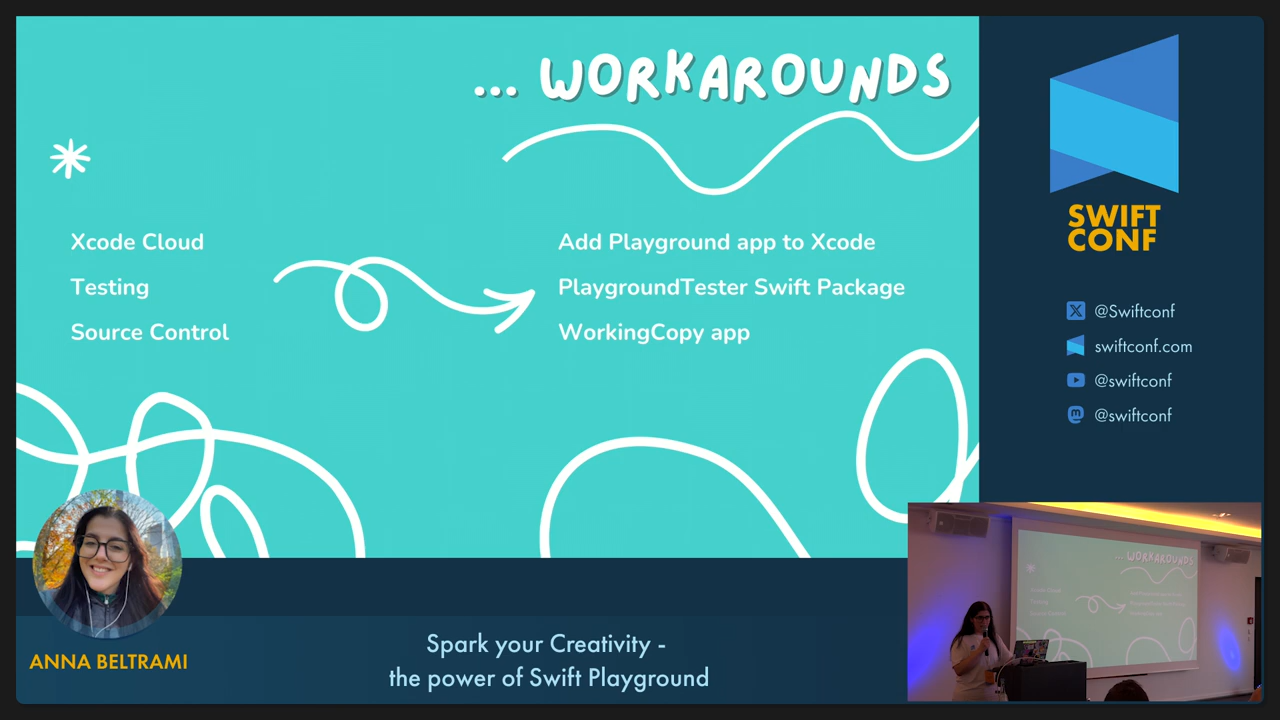 ... WORKAROUNDS
Xcode Cloud
Testing
Source Control
Add Playground app to Xcode
PlaygroundTester Swift Package
WorkingCopy app
SWIFT
CONF
@Swiftconf
swiftconf.com
@swiftconf
@swiftconf
ANNA BELTRAMI
Spark your Creativity -
the power of Swift Playground
... WORKAROUNDS